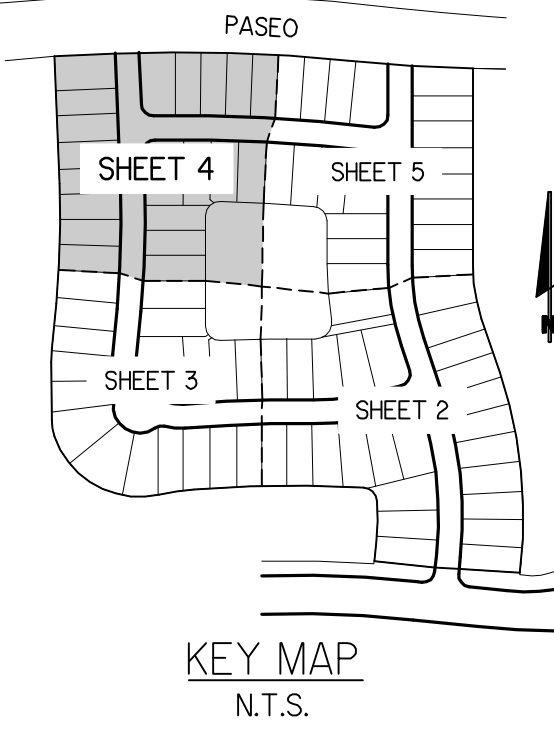 PASEO
SHEET 4
SHEET 5
N
SHEET 3
SHEET 2
KEY MAP
N.T.S.